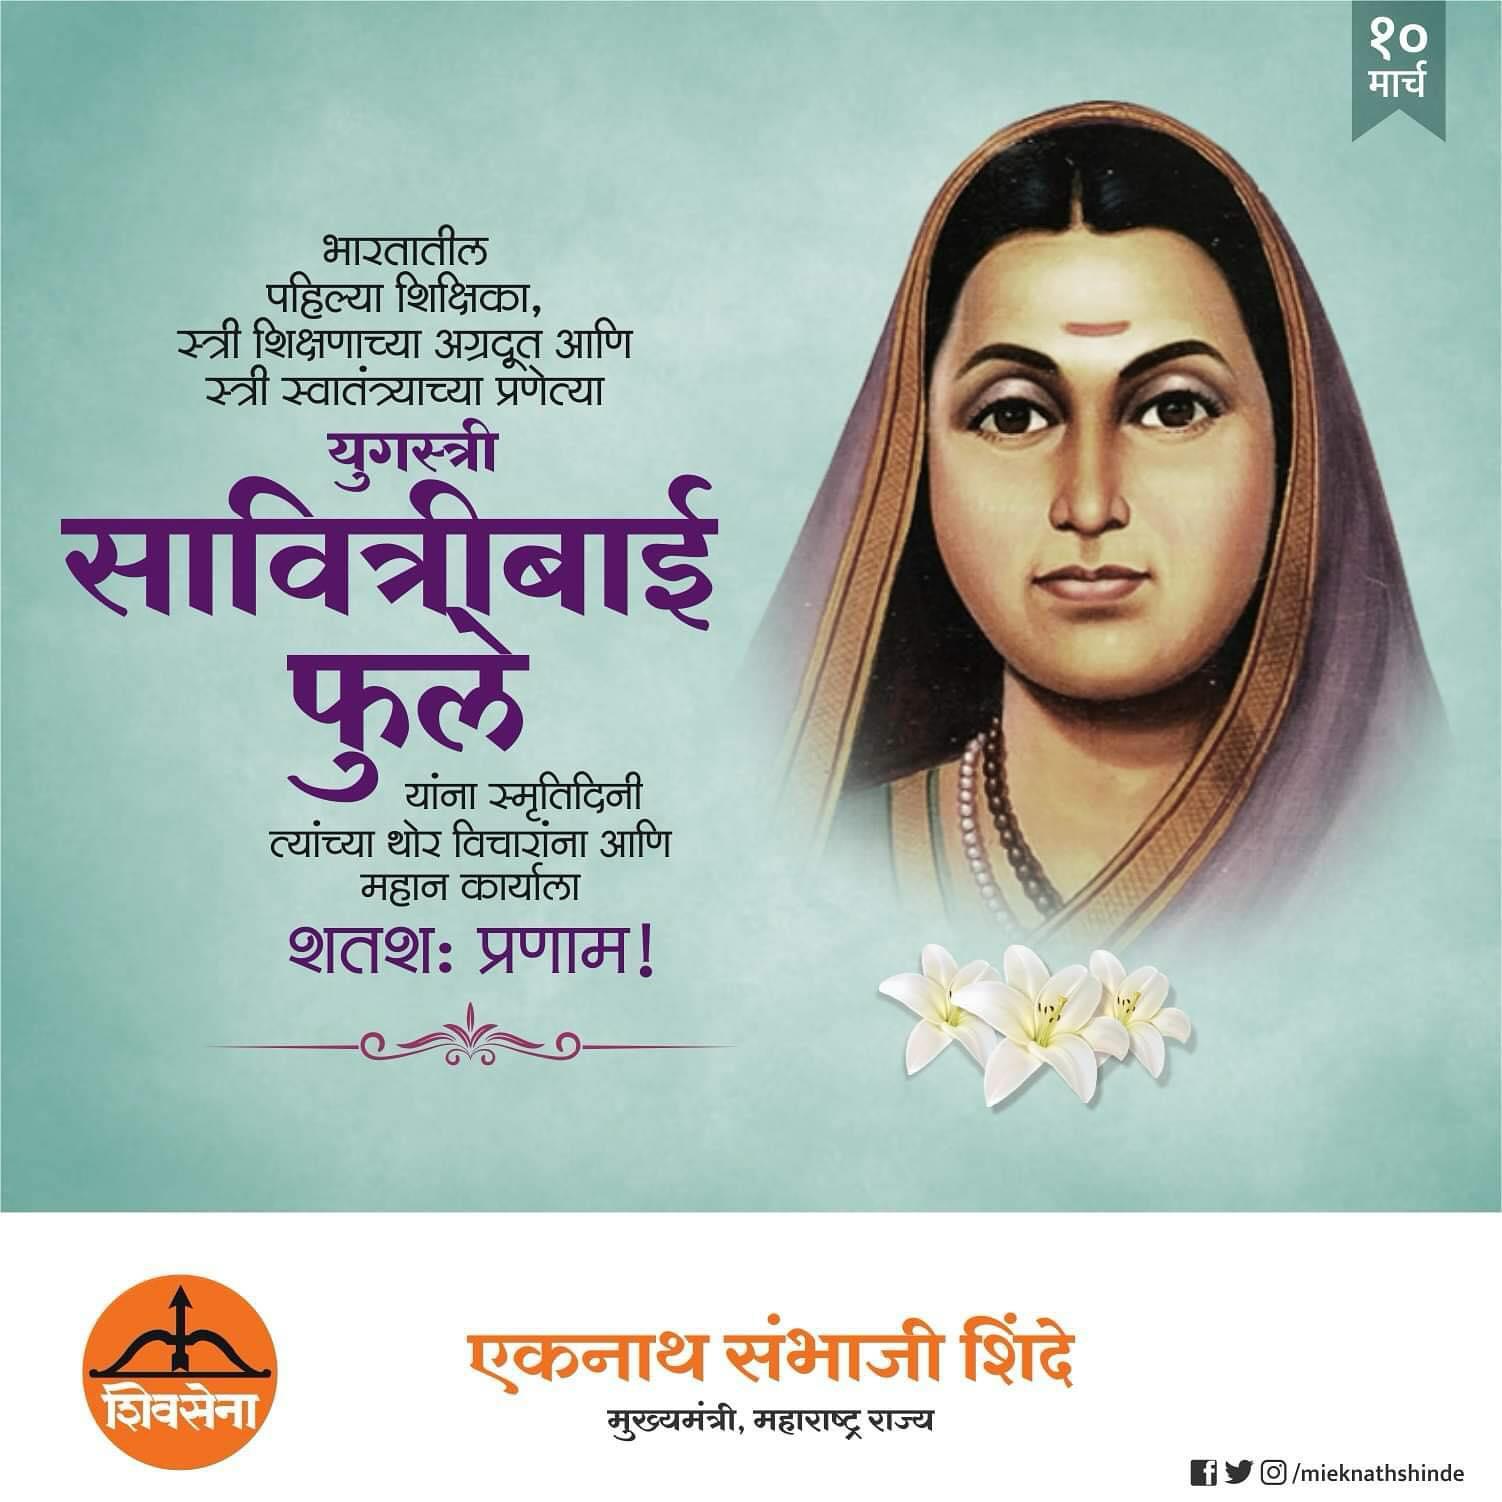 १०
मार्च
भारतातील
पहिल्या शिक्षिका,
स्त्री शिक्षणाच्या अग्रदूत आणि
स्त्री स्वातंत्र्याच्या प्रणेत्या
युगस्त्री
सावित्रीबाई
फुले
यांना स्मृतिदिनी
त्यांच्या थोर विचारांना आणि
महान कार्याला
शतशः प्रणाम!
शिवसेना
एकनाथ संभाजी शिंदे
मुख्यमंत्री, महाराष्ट्र राज्य
/mieknathshinde